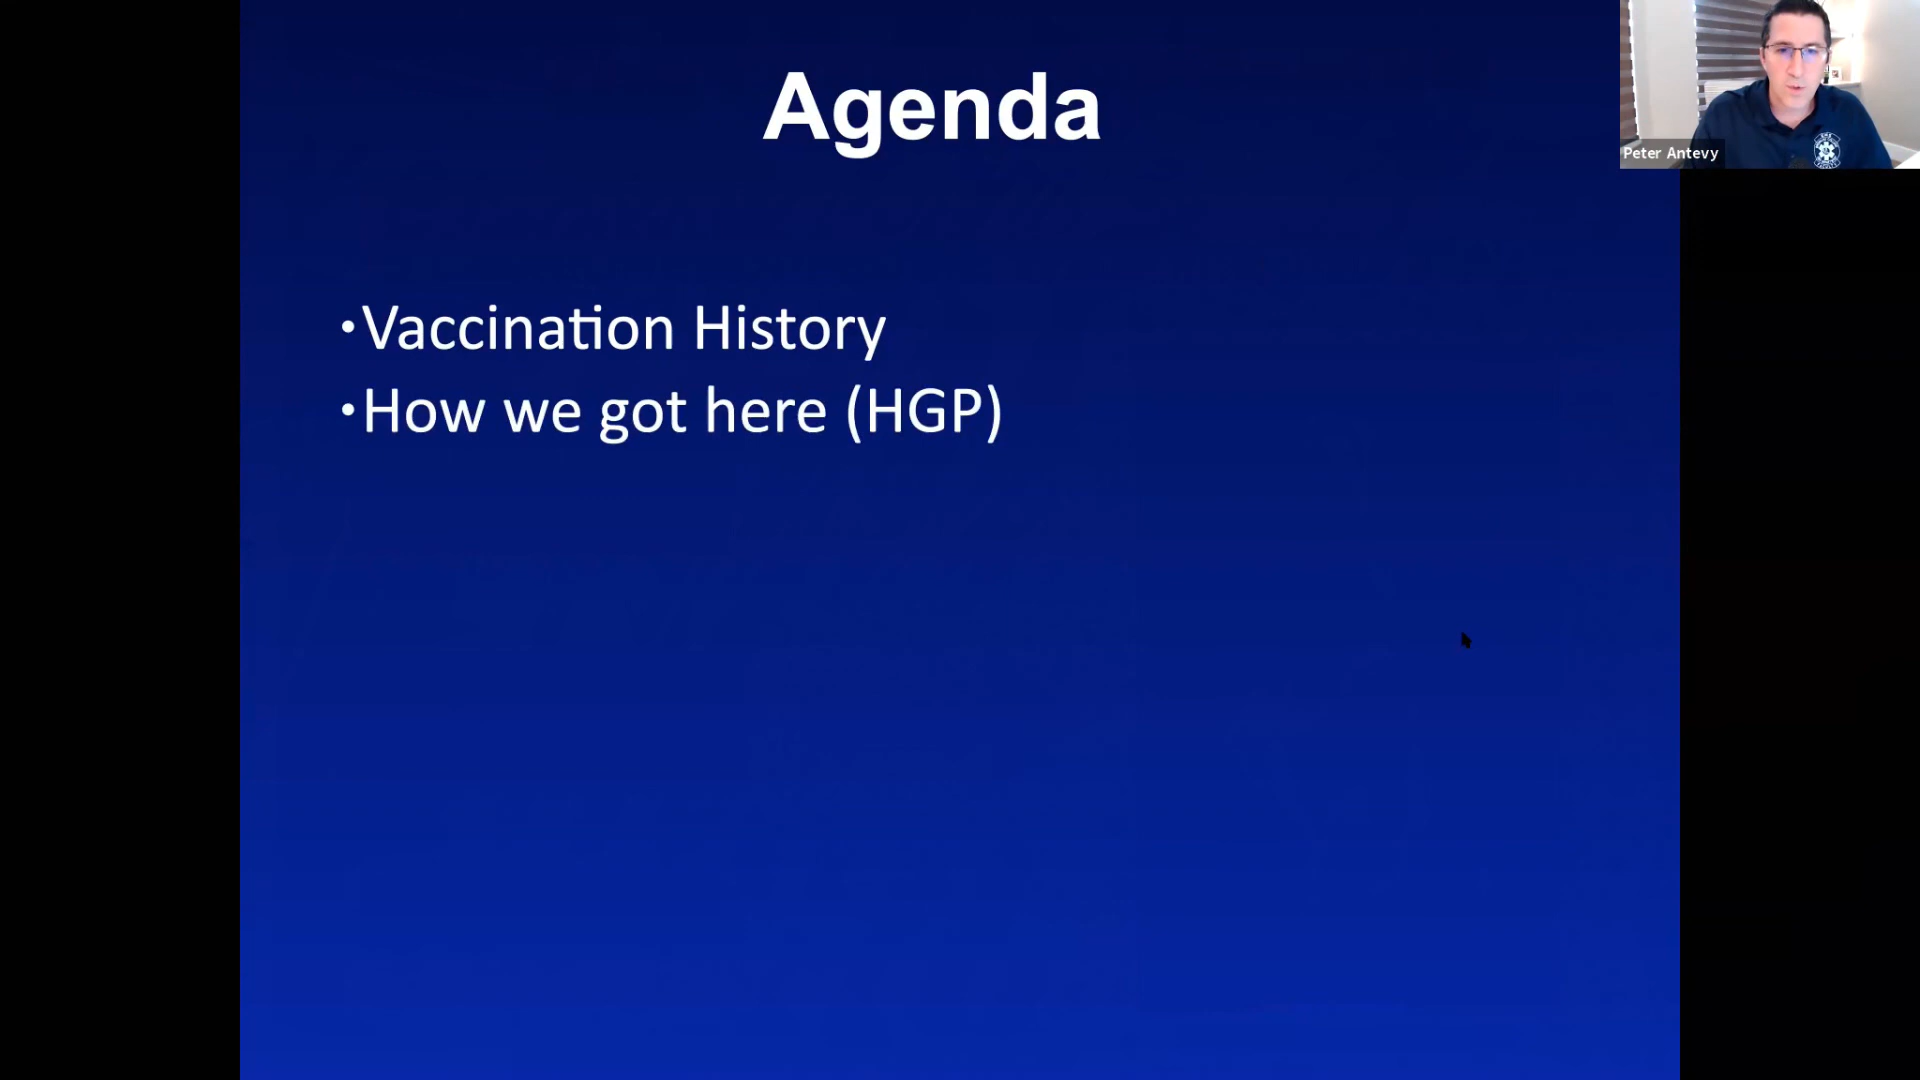 Agenda
•Vaccination History
•How we got here (HGP)
Peter Antevy